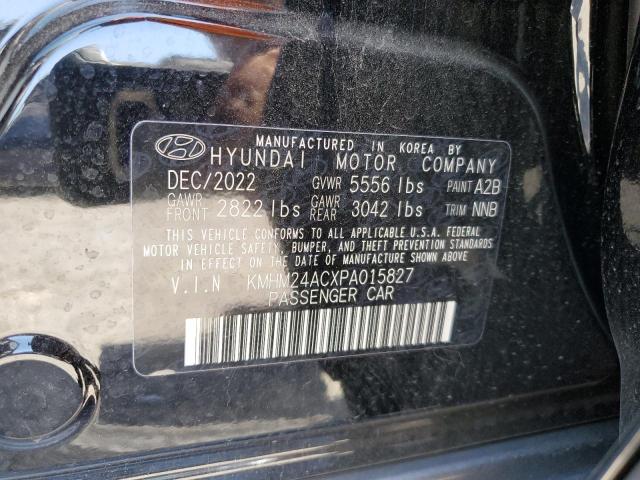 MANUFACTURED IN KOREA BY
HYUNDAI MOTOR COMPANY
DEC/2022 GVWR 5556 lbs PAINT A2B
GAWR FRONT 2822 lbs GAWR REAR 3042 lbs TRIM NNB
THIS VEHICLE CONFORMS TO ALL APPLICABLE U.S.A. FEDERAL
MOTOR VEHICLE SAFETY, BUMPER, AND THEFT PREVENTION STANDARDS
IN EFFECT ON THE DATE OF MANUFACTURE SHOWN ABOVE.
V.I.N KMHM24ACXPA015827
PASSENGER CAR